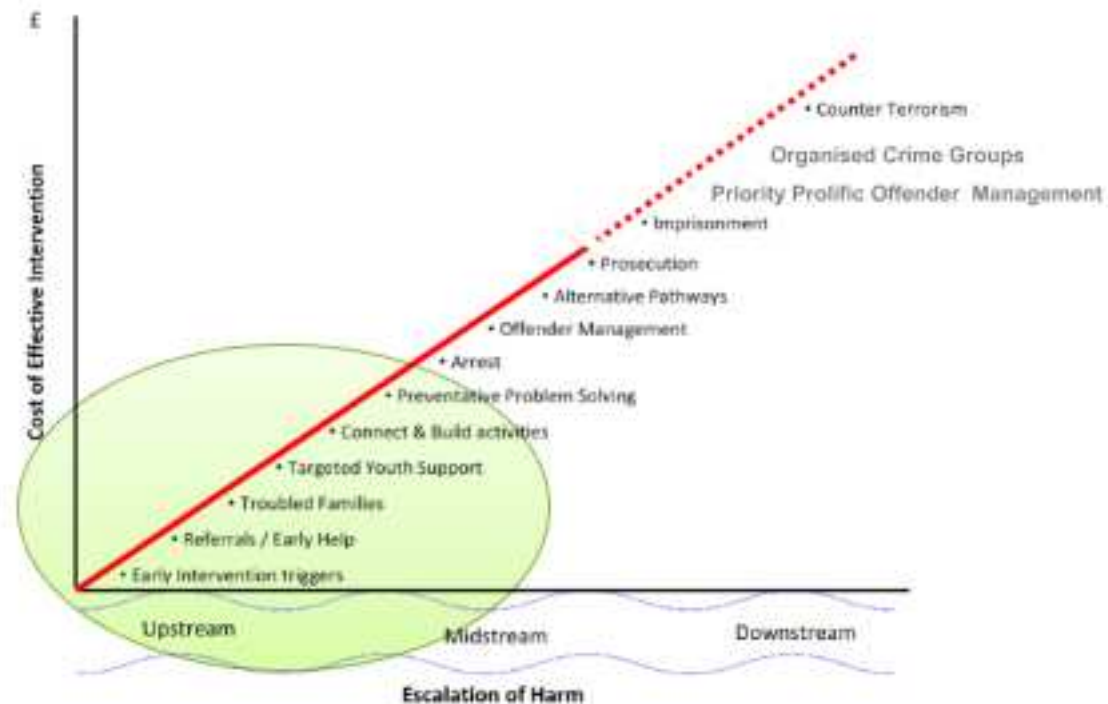 £
Cost of Effective Intervention
• Counter Terrorism
Organised Crime Groups
Priority Prolific Offender Management
• Imprisonment
• Prosecution
• Alternative Pathways
• Offender Management
• Arrest
• Preventative Problem Solving
• Connect & Build activities
• Targeted Youth Support
• Troubled Families
• Referrals / Early Help
• Early Intervention triggers
Upstream
Midstream
Downstream
Escalation of Harm